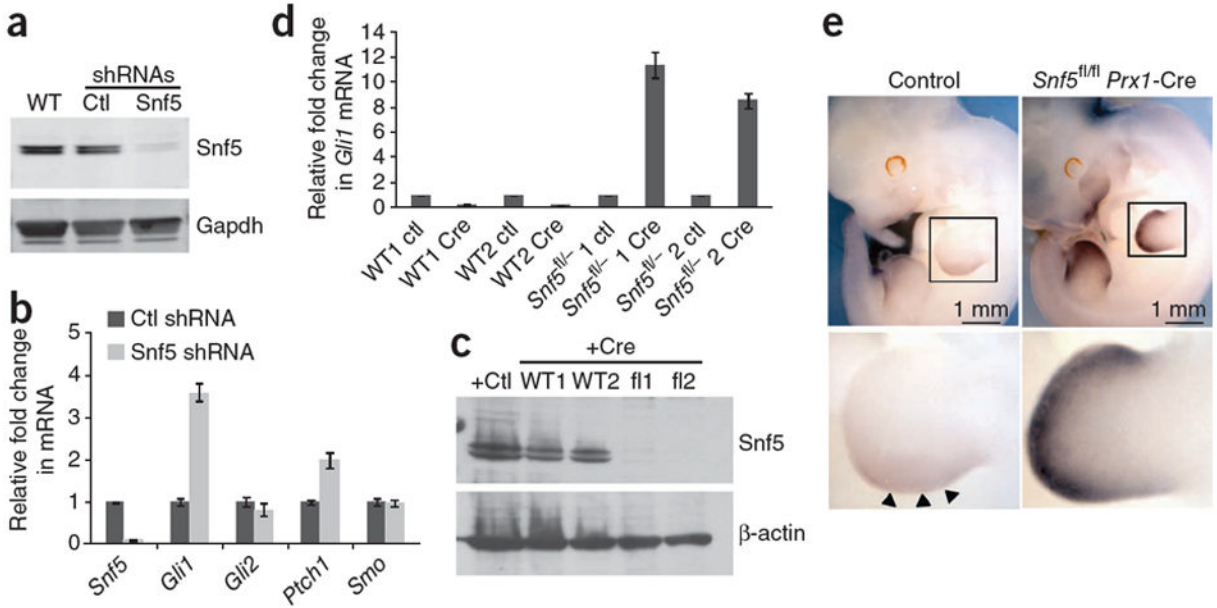 a
shRNAs
WT Ctl Snf5
Snf5
Gapdh
b
Ctl shRNA
Snf5 shRNA
Relative fold change
in mRNA
5
4
3
2
1
0
Snf5 Gli1 Gli2 Ptch1 Smo
d
Relative fold change
in Gli1 mRNA
14
12
10
8
6
4
2
0
WT1 ctl
WT1 Cre
WT2 ctl
WT2 Cre
Snf5fl/– 1 ctl
Snf5fl/– 1 Cre
Snf5fl/– 2 ctl
Snf5fl/– 2 Cre
c
+Cre
+Ctl WT1 WT2 fl1 fl2
Snf5
β-actin
e
Control Snf5fl/fl Prx1-Cre
1 mm 1 mm